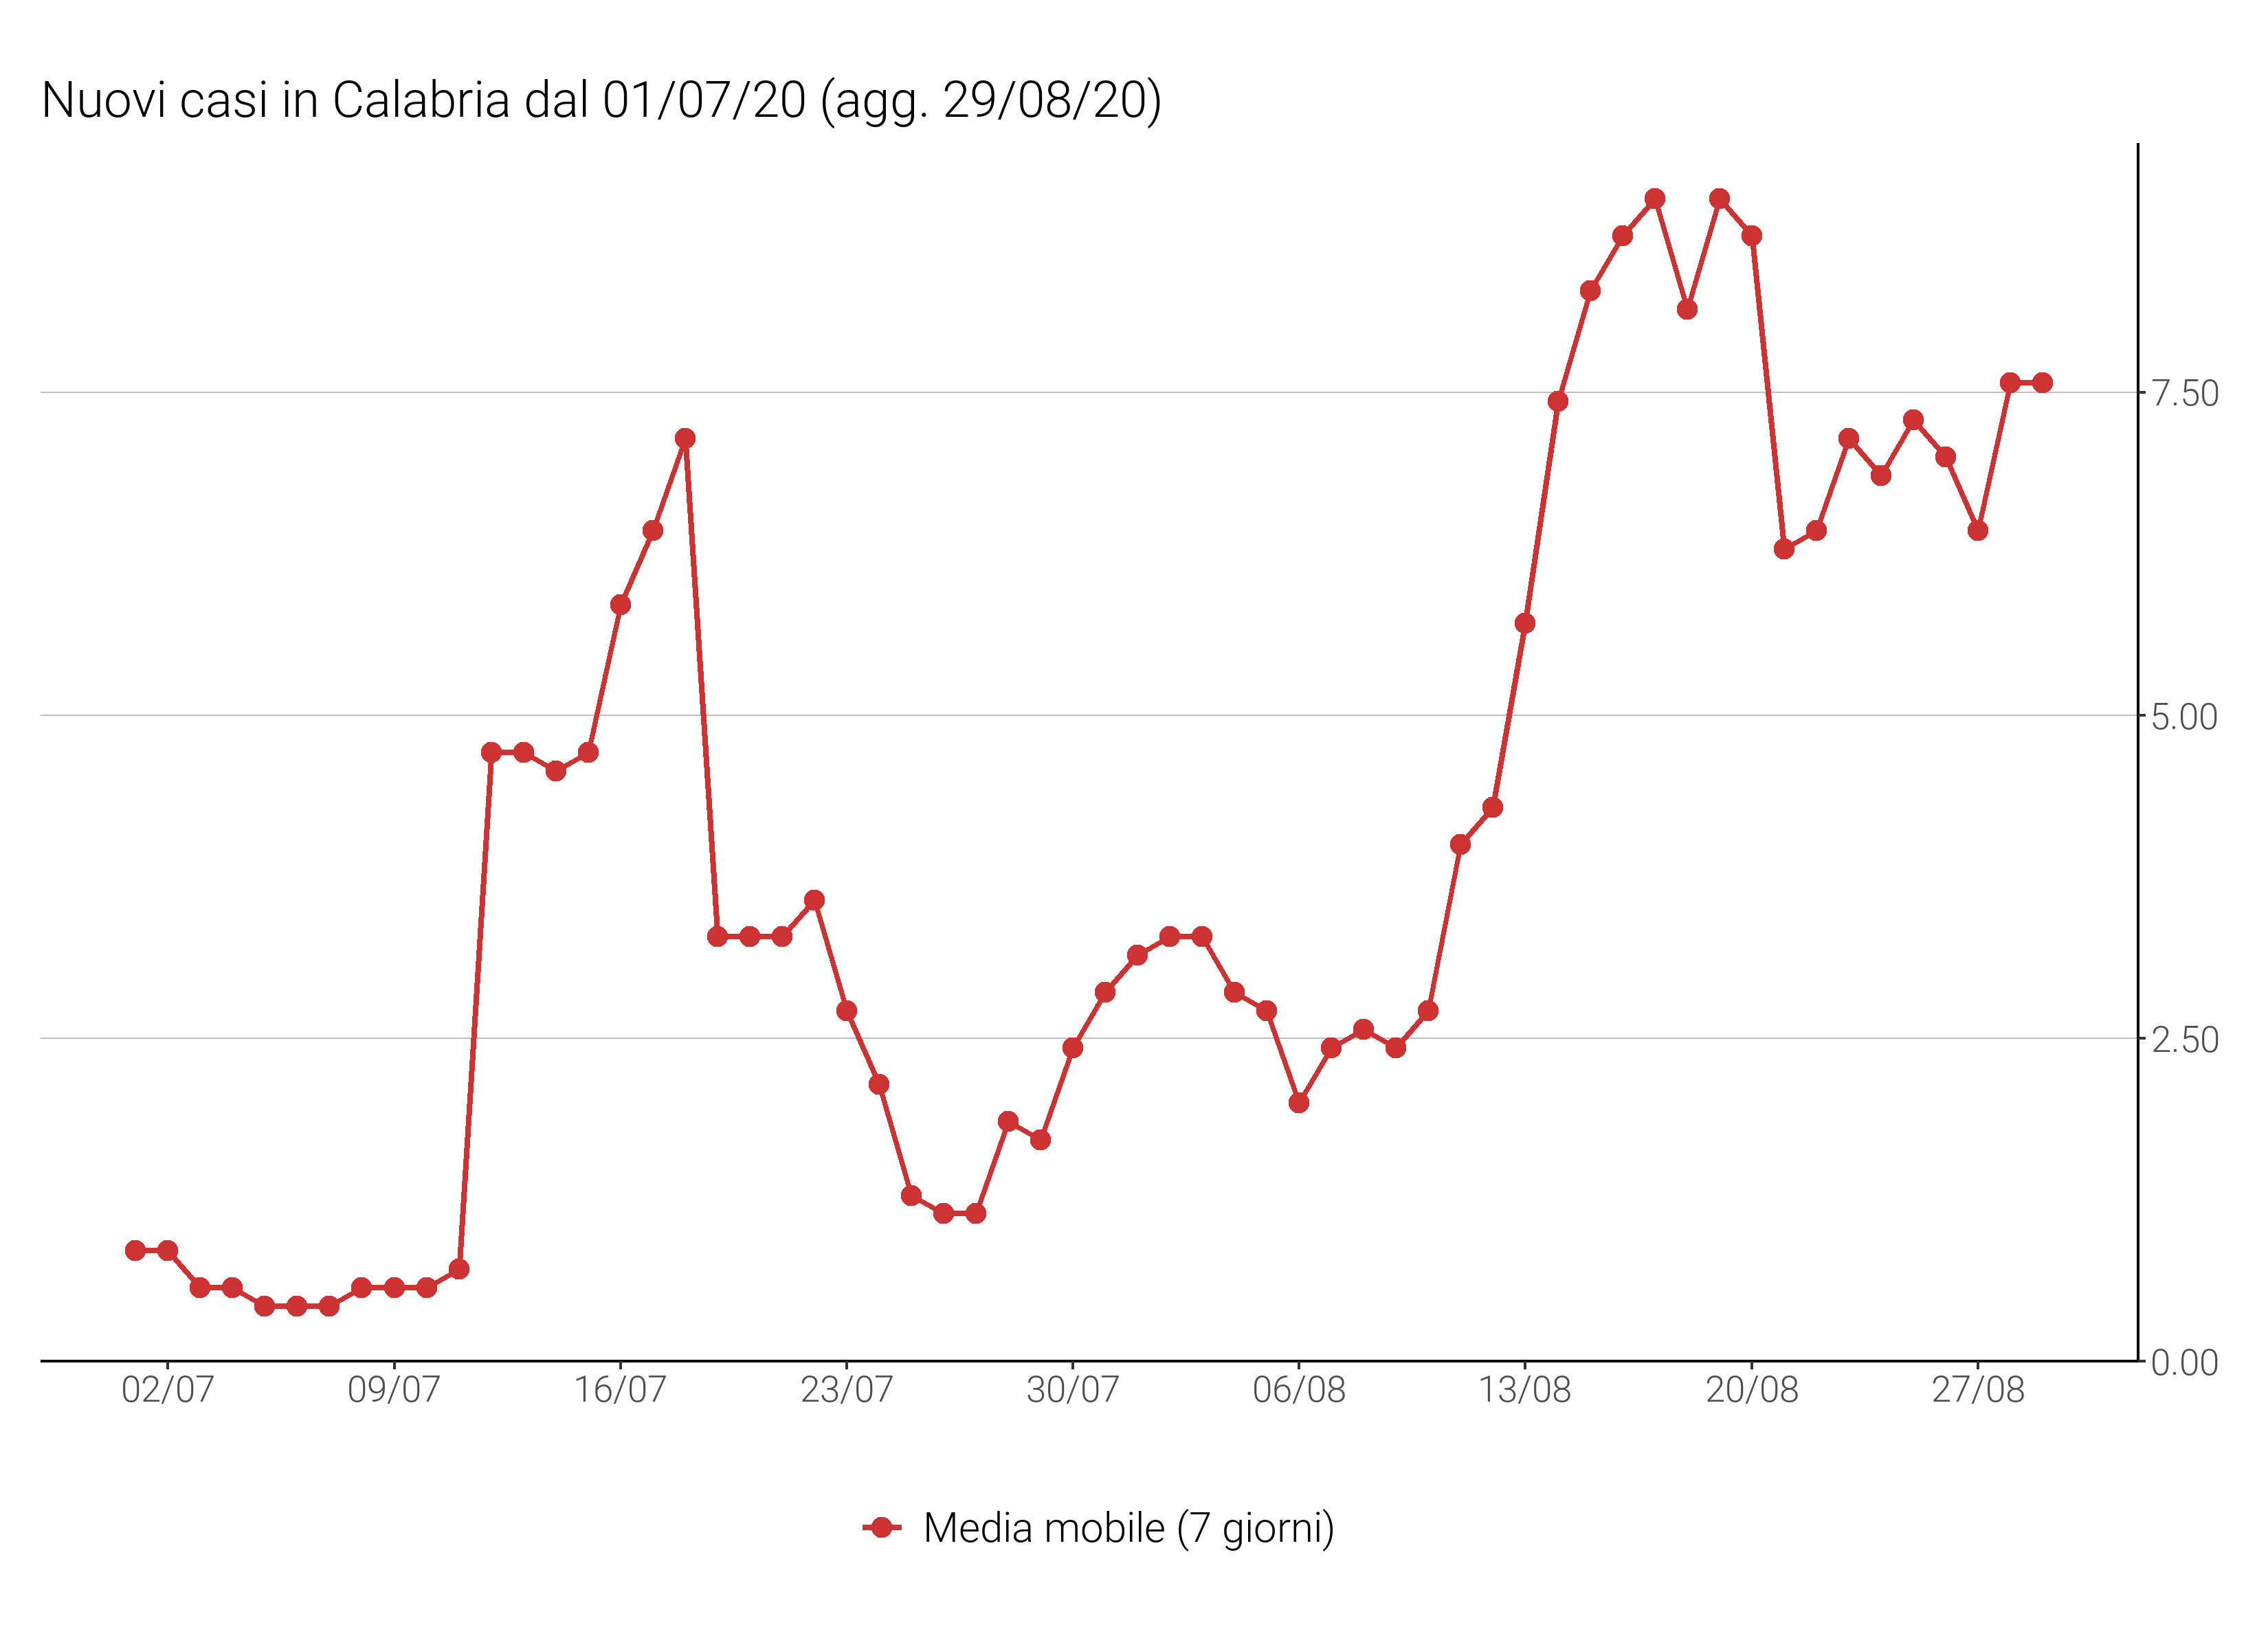 Nuovi casi in Calabria dal 01/07/20 (agg. 29/08/20)
7.50
5.00
2.50
0.00
02/07 09/07 16/07 23/07 30/07 06/08 13/08 20/08 27/08
Media mobile (7 giorni)